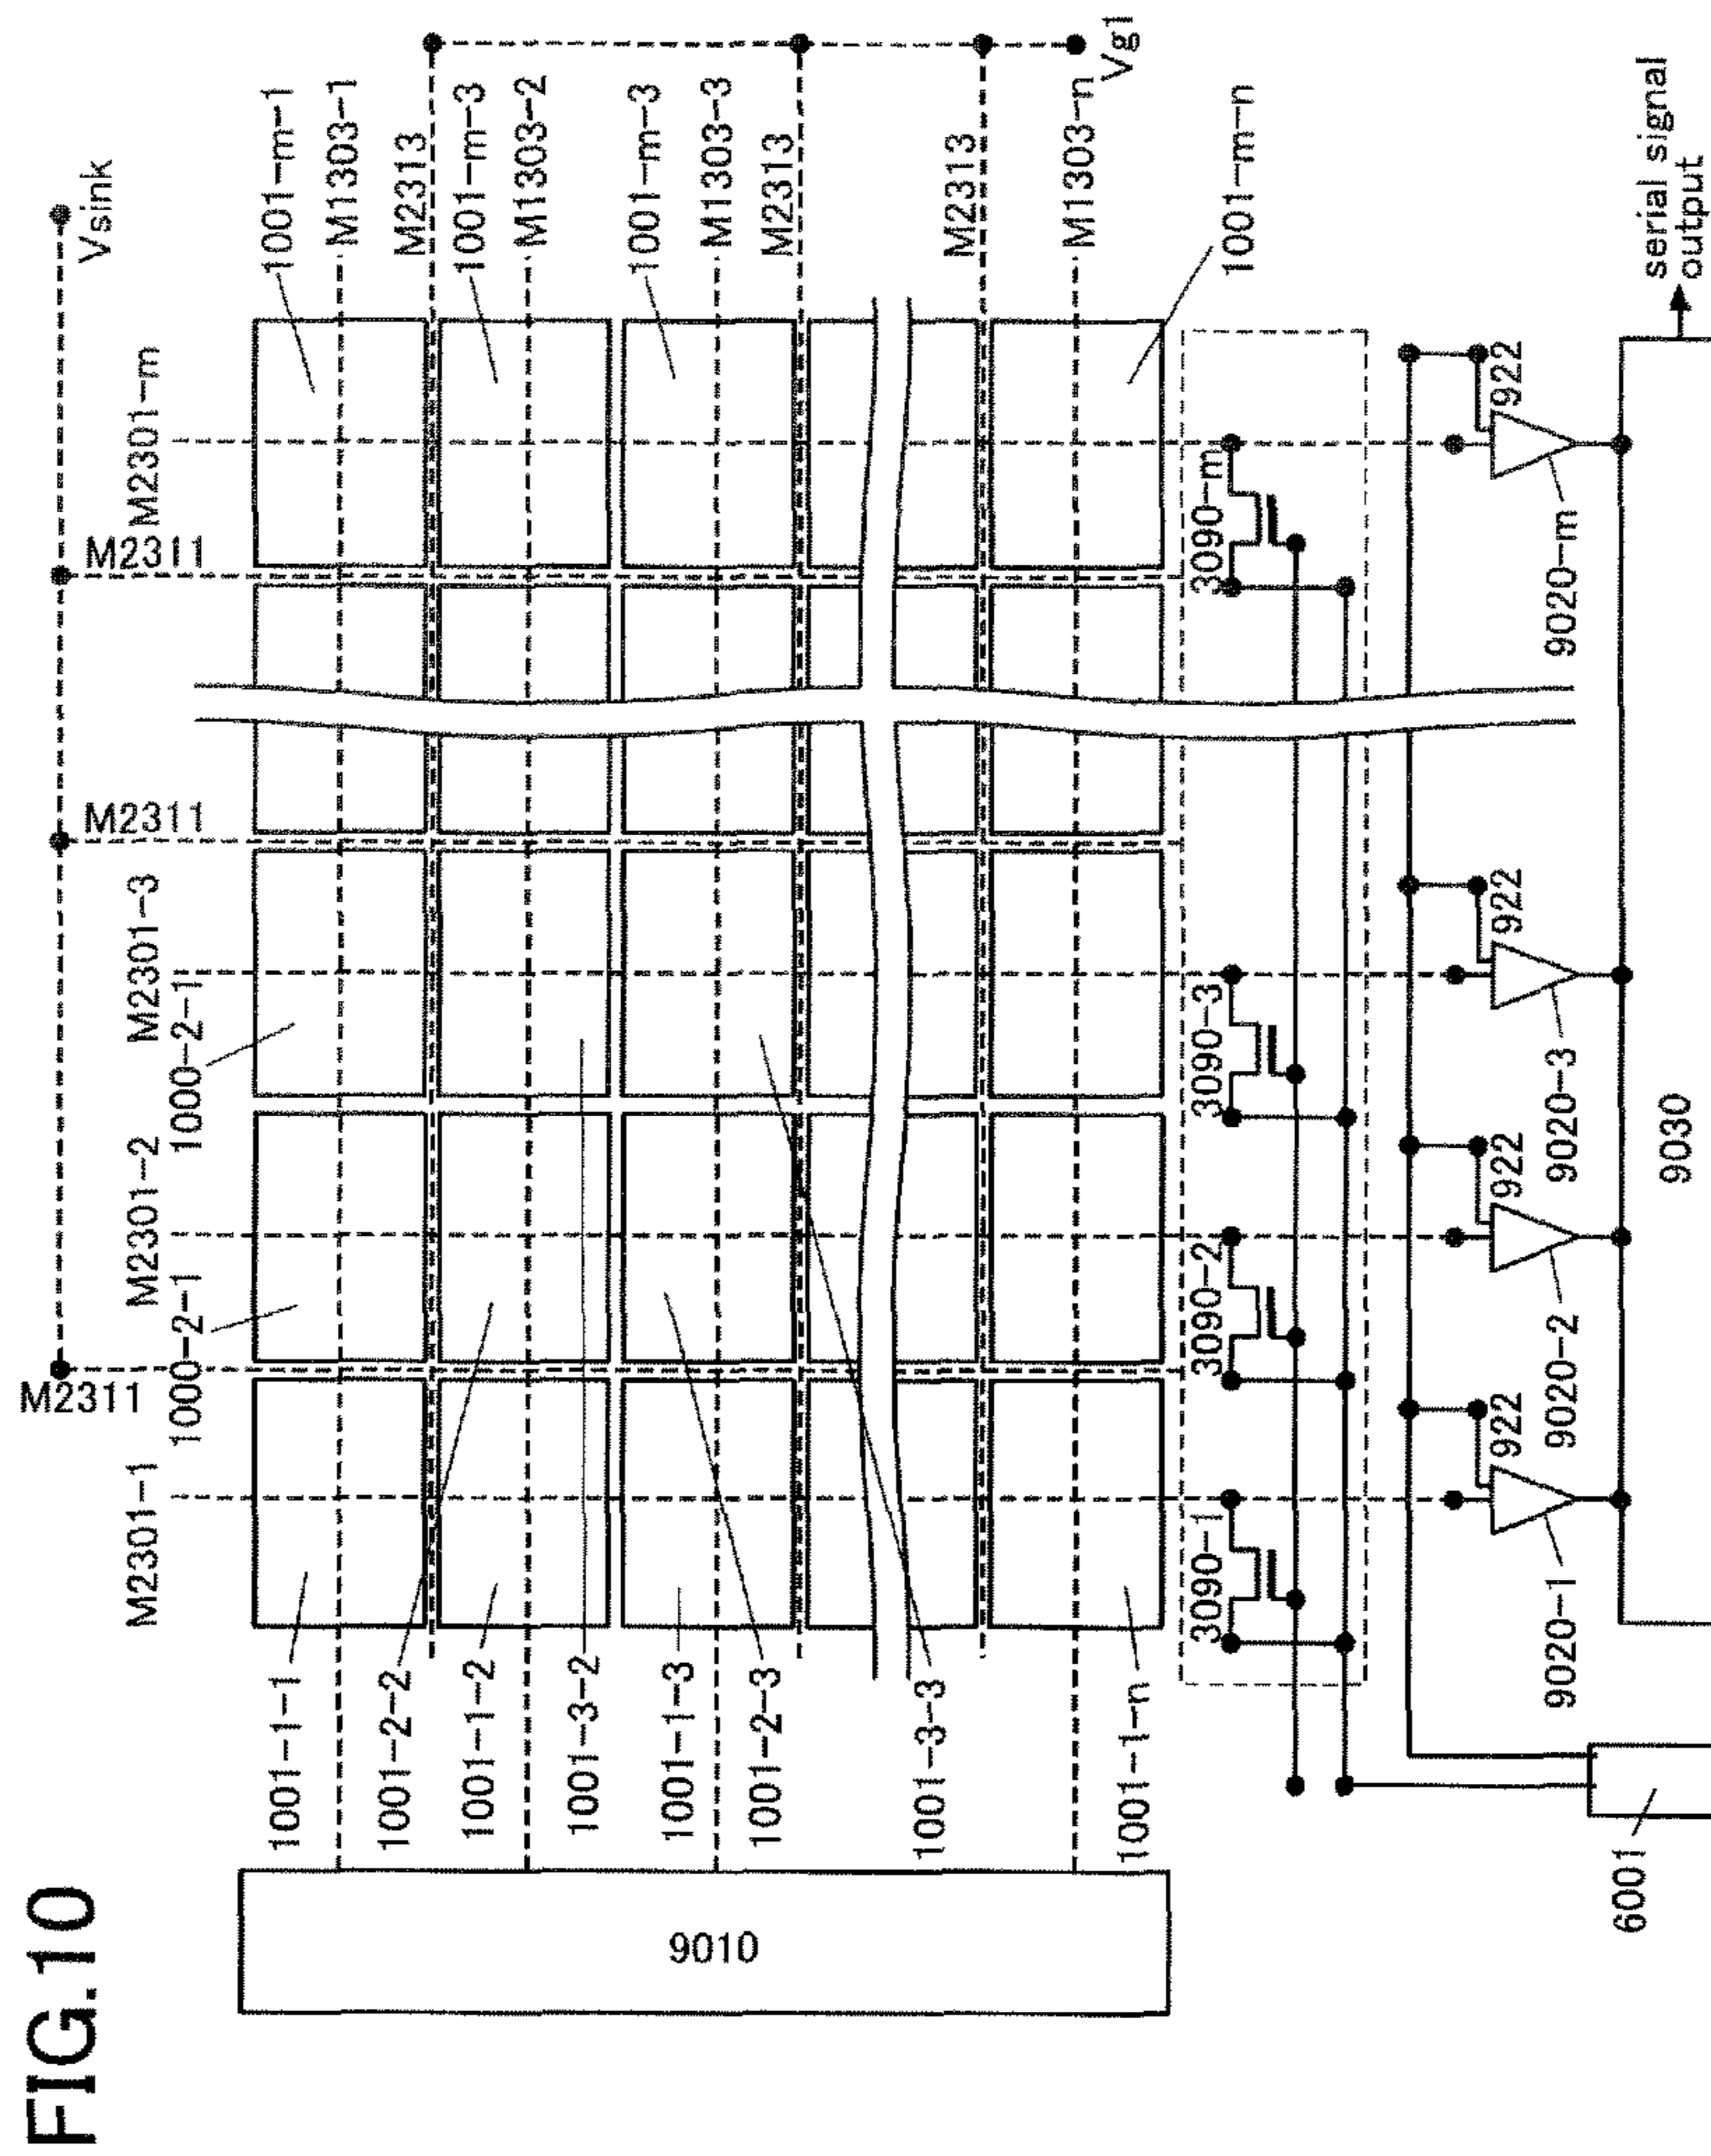 FIG.10
Vsink
M2311
M2311
M2311
M2301-1
M2301-2
M2301-3
M2301-m
1000-2-1
1000-2-1
1001-m-1
M1303-1
M2313
1001-m-3
M1303-2
1001-m-3
M1303-3
M2313
M2313
M1303-n
Vg1
1001-m-n
1001-1-1
1001-2-2
1001-1-2
1001-3-2
1001-1-3
1001-2-3
1001-3-3
1001-1-n
9010
3090-1
3090-2
3090-3
3090-m
922
922
922
922
9020-1
9020-2
9020-3
9020-m
6001
9030
serial signal
output